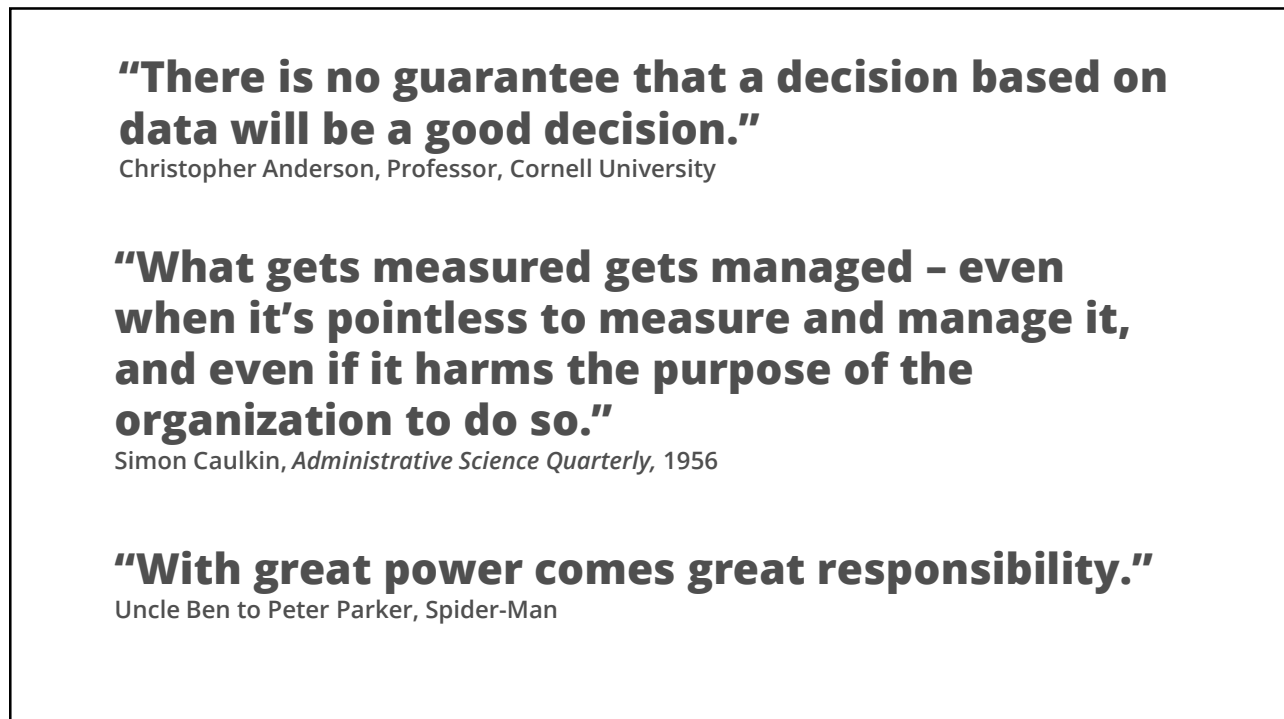 “There is no guarantee that a decision based on
data will be a good decision.”
Christopher Anderson, Professor, Cornell University
“What gets measured gets managed – even
when it’s pointless to measure and manage it,
and even if it harms the purpose of the
organization to do so.”
Simon Caulkin, Administrative Science Quarterly, 1956
“With great power comes great responsibility.”
Uncle Ben to Peter Parker, Spider-Man